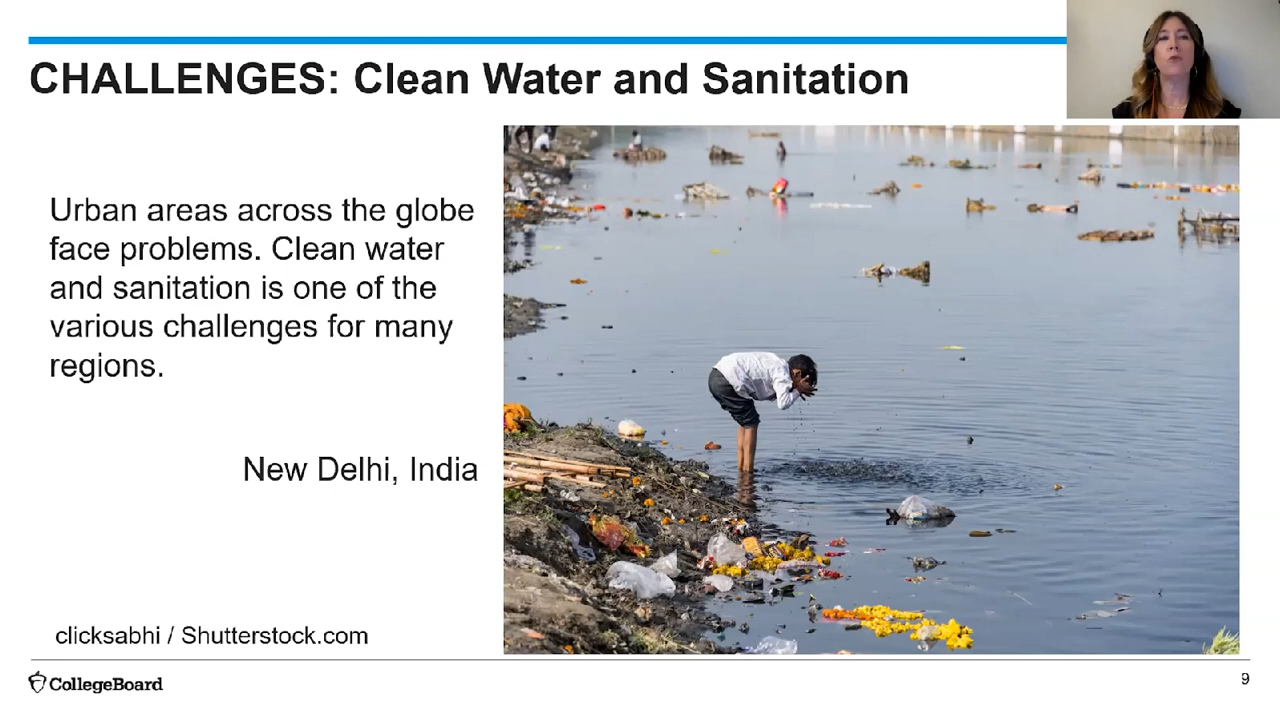 CHALLENGES: Clean Water and Sanitation
Urban areas across the globe
face problems. Clean water
and sanitation is one of the
various challenges for many
regions.
New Delhi, India
clicksabhi / Shutterstock.com
CollegeBoard
9